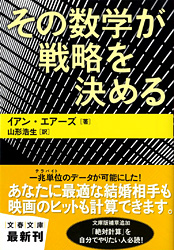 その数学が
戦略を
決める
イアン・エアーズ[著]
山形浩生[訳]
テラバイト
一兆単位のデータが可能にした!
あなたに最適な結婚相手も
映画のヒットも計算できます。
文春文庫
最新刊
文庫版補章追加
「絶対計算」を
自分でやりたい人必読!